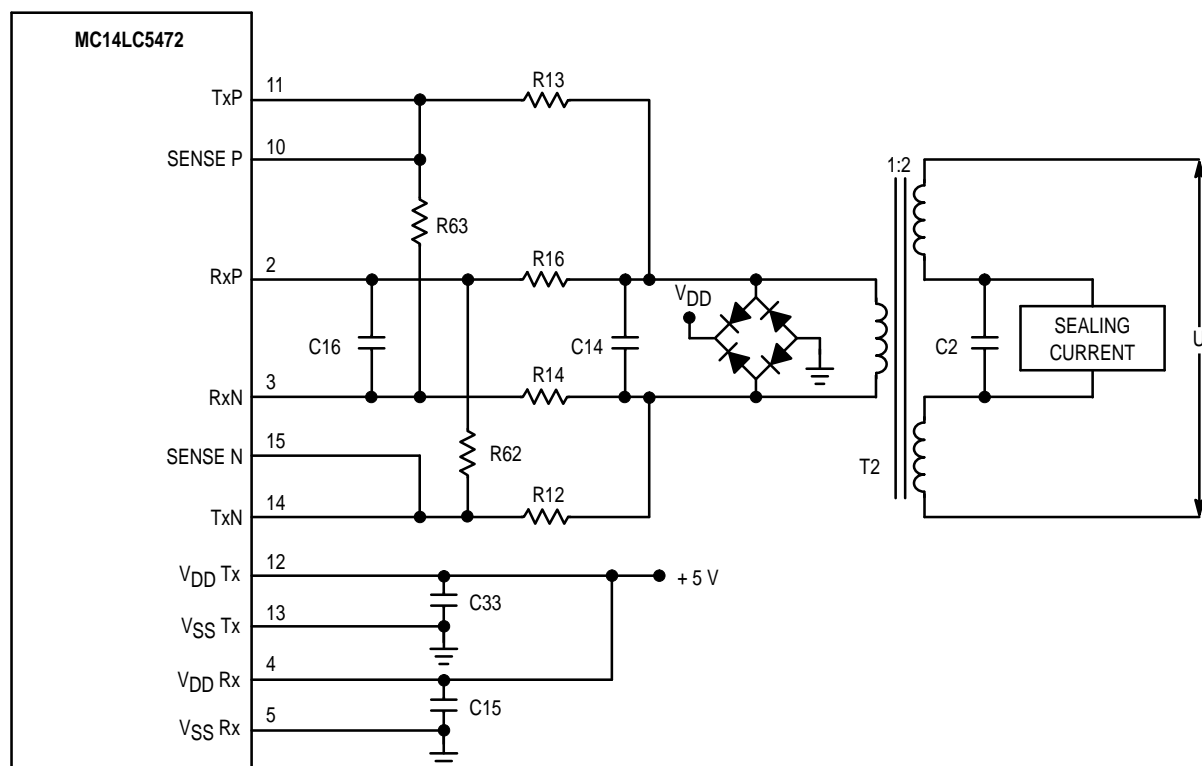 MC14LC5472
TxP 11 R13
SENSE P 10
1:2
R63
RxP 2 R16
VDD
C16 C14 C2 SEALING CURRENT U
R14
RxN 3
SENSE N 15
R62 T2
R12
TxN 14
VDD Tx 12 + 5 V
C33
VSS Tx 13
VDD Rx 4
C15
VSS Rx 5